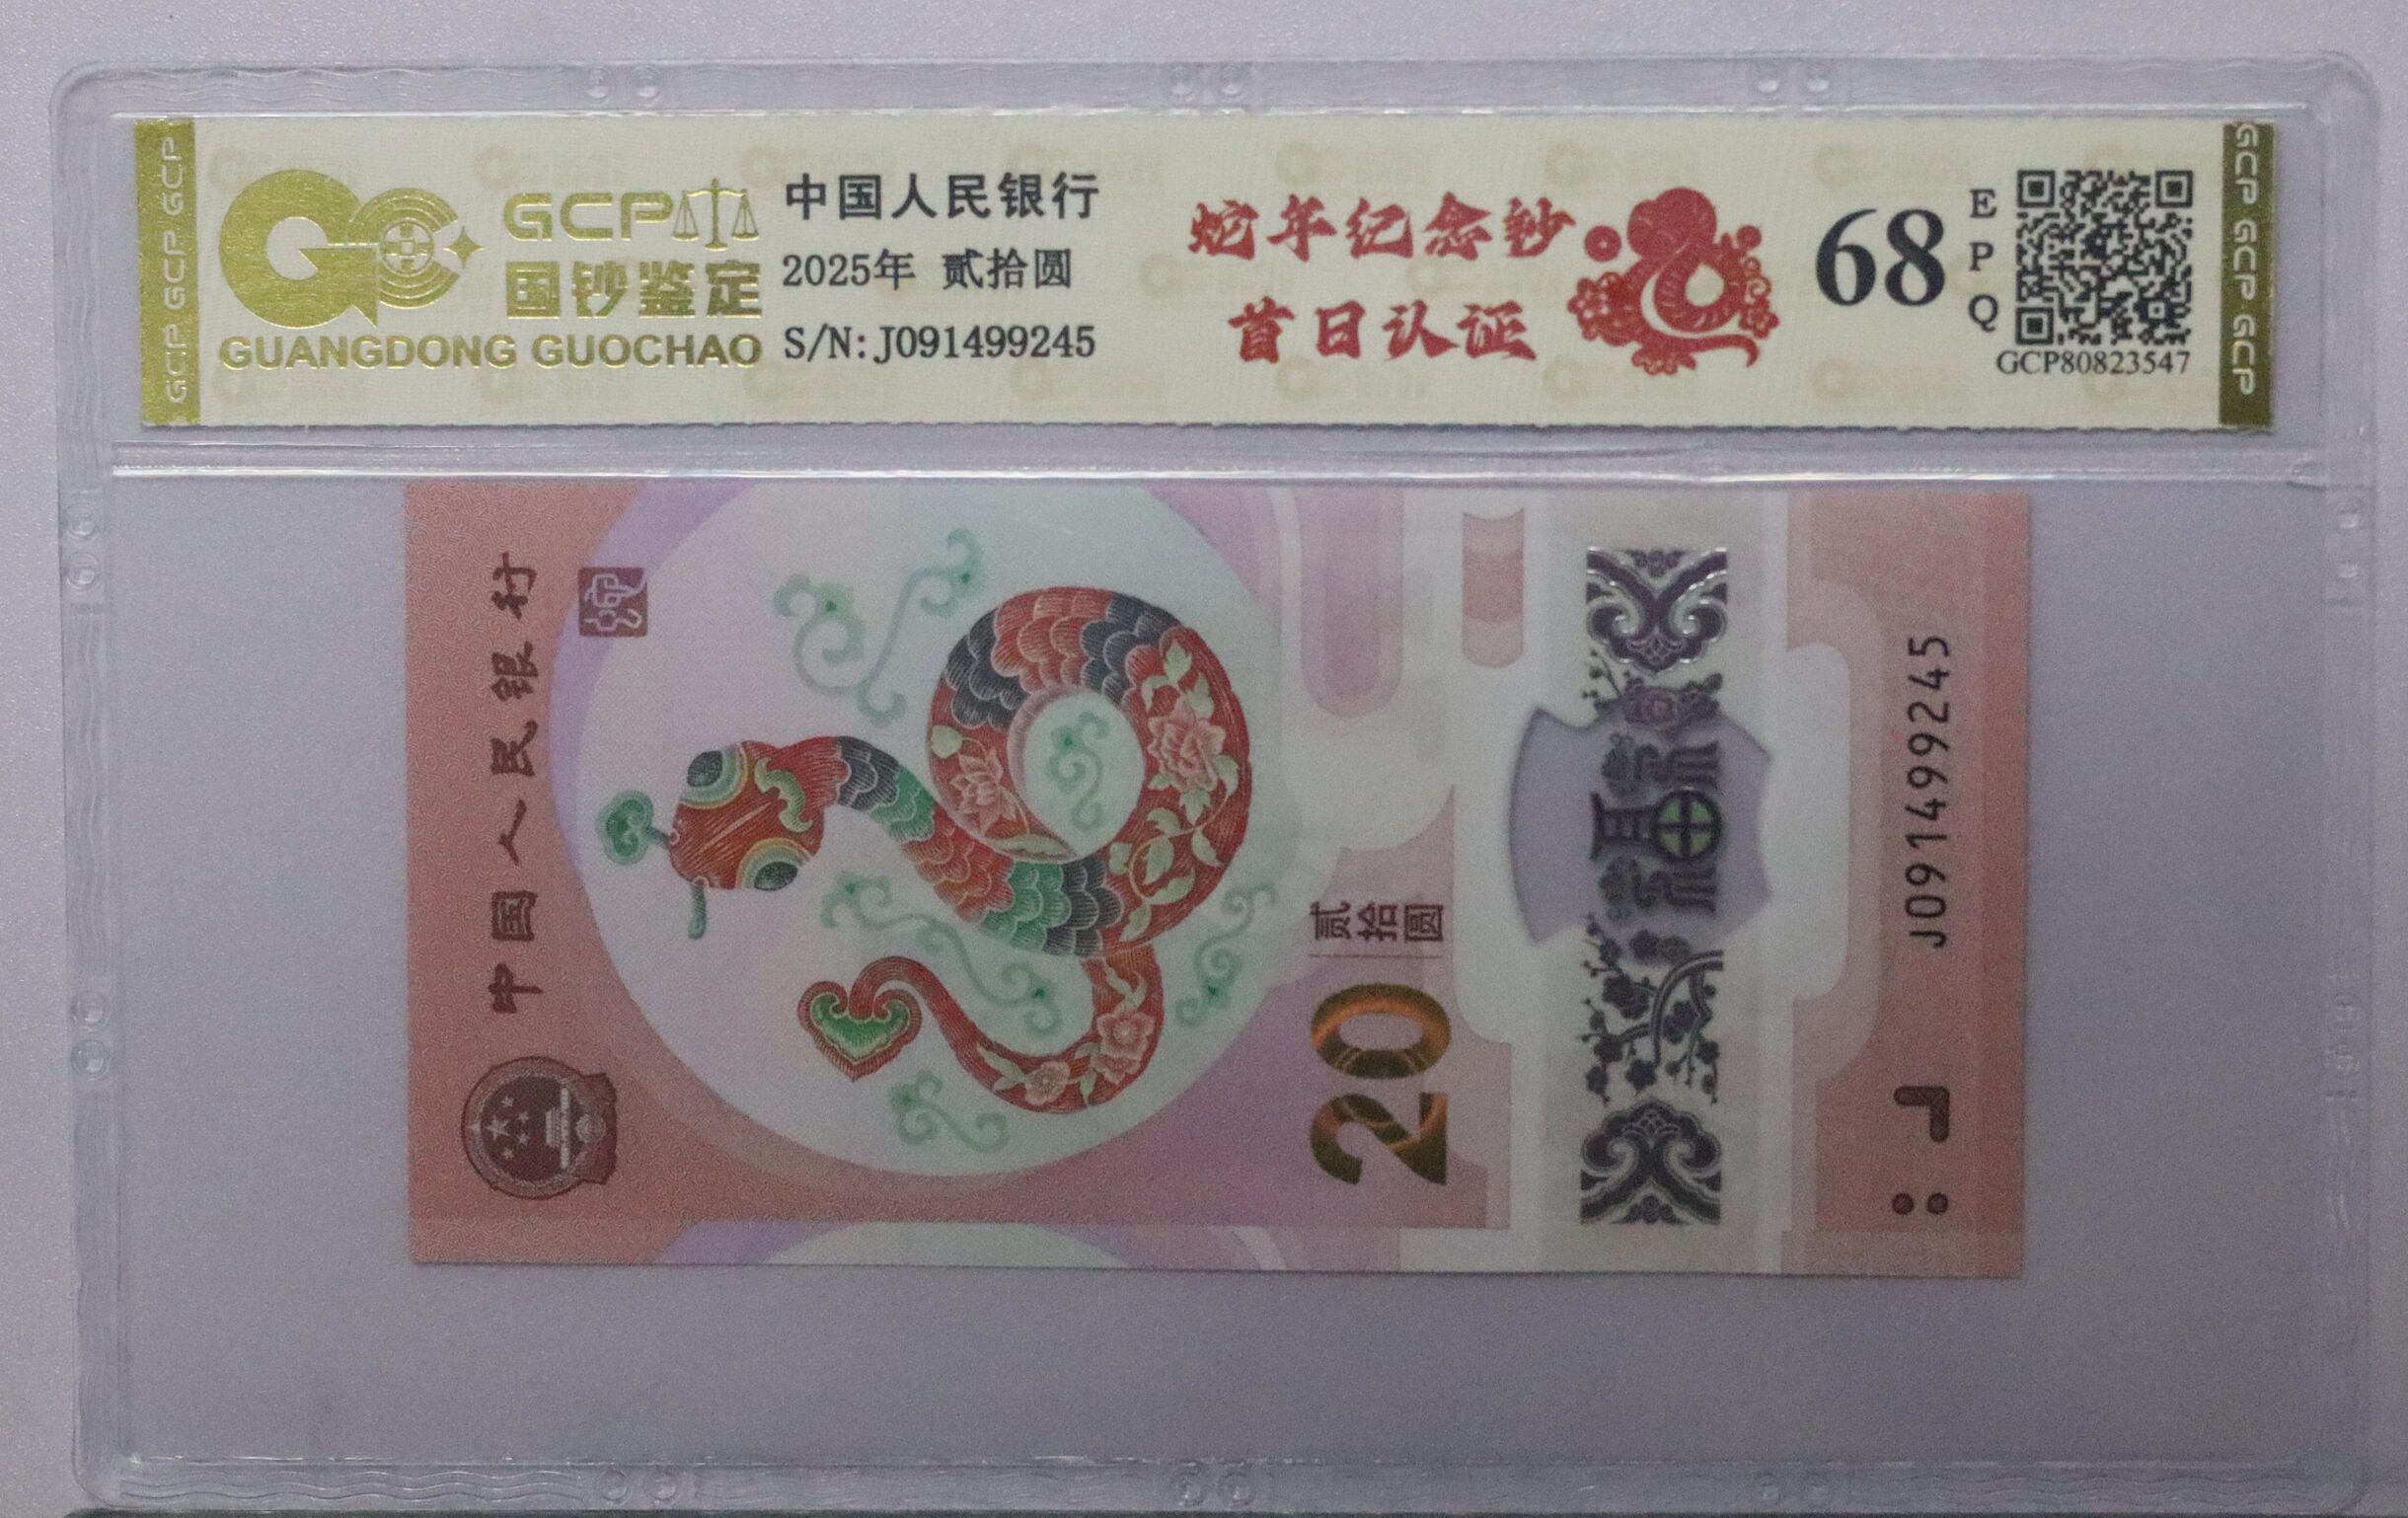 GCP GCP GCP
GCP
国钞鉴定
GUANGDONG GUOCHAO
中国人民银行
2025年 贰拾圆
S/N:J091499245
蛇年纪念钞
首日认证
68
EPQ
GCP80823547
GCP GCP GCP
中国人民银行
贰拾圆
20
福
J091499245